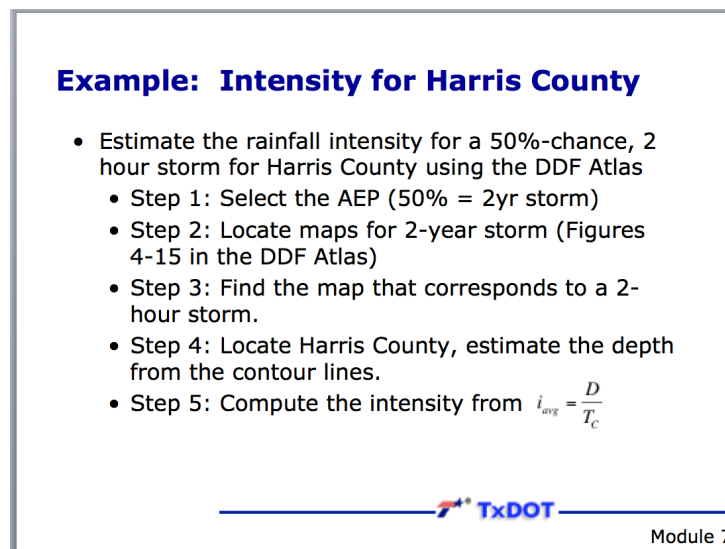 Example: Intensity for Harris County
• Estimate the rainfall intensity for a 50%-chance, 2
hour storm for Harris County using the DDF Atlas
• Step 1: Select the AEP (50% = 2yr storm)
• Step 2: Locate maps for 2-year storm (Figures
4-15 in the DDF Atlas)
• Step 3: Find the map that corresponds to a 2-
hour storm.
• Step 4: Locate Harris County, estimate the depth
from the contour lines.
• Step 5: Compute the intensity from i_avg = D/T_C
TxDOT
Module 7